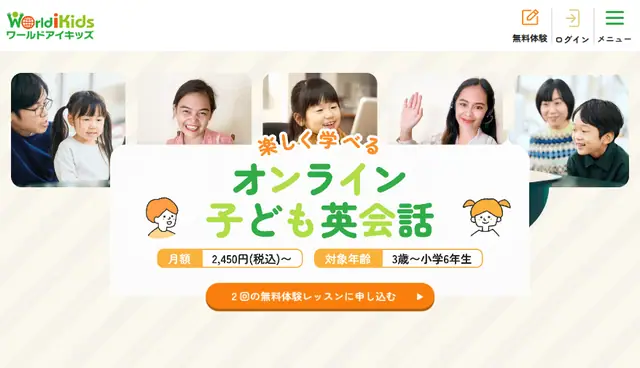 WorldiKids
ワールドアイキッズ
無料体験
ログイン
メニュー
楽しく学べる
オンライン
子ども英会話
月額 2,450円(税込)〜
対象年齢 3歳〜小学6年生
2回の無料体験レッスンに申し込む